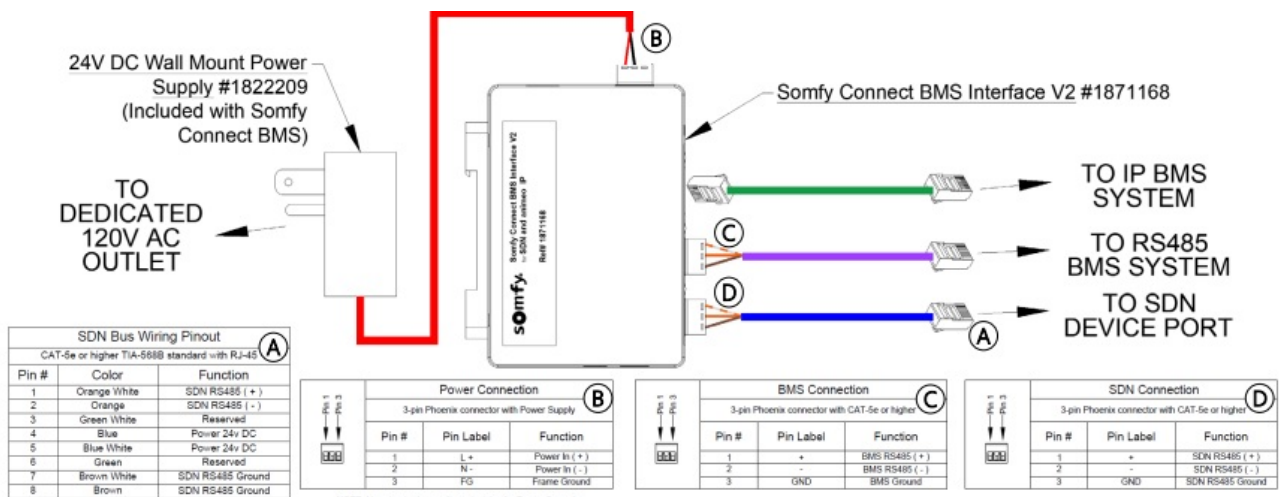 24V DC Wall Mount Power
Supply #1822209
(Included with Somfy
Connect BMS)
TO
DEDICATED
120V AC
OUTLET
B
Somfy Connect BMS Interface V2 #1871168
somfy.
Somfy Connect BMS Interface V2
for SDN and animeo IP
Ref# 1871168
TO IP BMS
SYSTEM
C
TO RS485
BMS SYSTEM
D
TO SDN
DEVICE PORT
A
SDN Bus Wiring Pinout
A
CAT-5e or higher TIA-568B standard with RJ-45
Pin # Color Function
1 Orange White SDN RS485 ( + )
2 Orange SDN RS485 ( - )
3 Green White Reserved
4 Blue Power 24v DC
5 Blue White Power 24v DC
6 Green Reserved
7 Brown White SDN RS485 Ground
8 Brown SDN RS485 Ground
Pin 1
Pin 3
Power Connection
B
3-pin Phoenix connector with Power Supply
Pin # Pin Label Function
1 L + Power In ( + )
2 N - Power In ( - )
3 FG Frame Ground
Pin 1
Pin 3
BMS Connection
C
3-pin Phoenix connector with CAT-5e or higher
Pin # Pin Label Function
1 + BMS RS485 ( + )
2 - BMS RS485 ( - )
3 GND BMS Ground
Pin 1
Pin 3
SDN Connection
D
3-pin Phoenix connector with CAT-5e or higher
Pin # Pin Label Function
1 + SDN RS485 ( + )
2 - SDN RS485 ( - )
3 GND SDN RS485 Ground